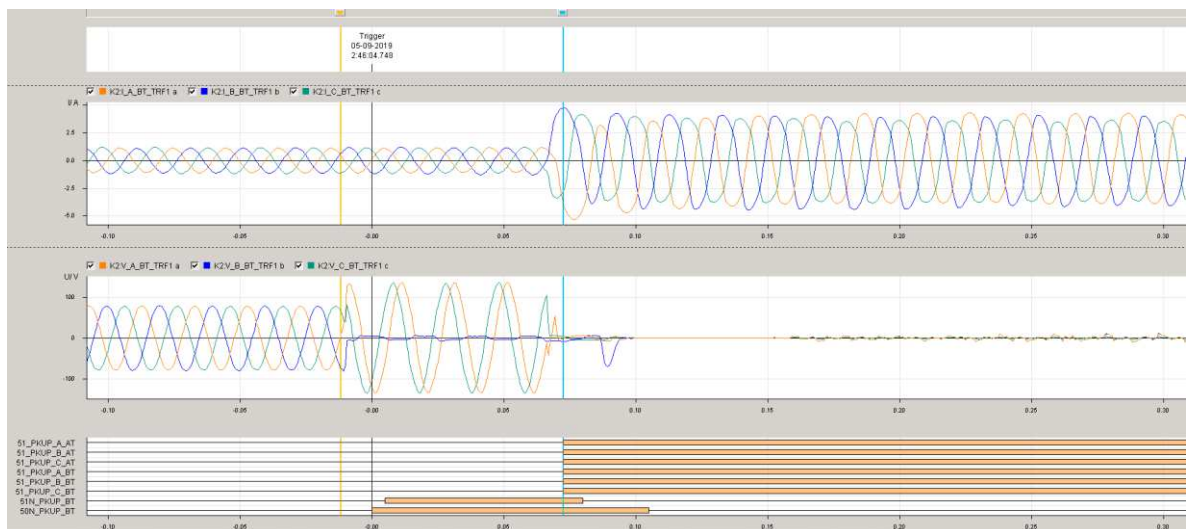 Trigger
05-09-2019
2:46:04.748
K2:I_A_BT_TRF1 a K2:I_B_BT_TRF1 b K2:I_C_BT_TRF1 c
I/ A
2.5
0.0
-2.5
-5.0
-0.10 -0.05 -0.00 0.05 0.10 0.15 0.20 0.25 0.30
K2:V_A_BT_TRF1 a K2:V_B_BT_TRF1 b K2:V_C_BT_TRF1 c
U/ V
100
0
-100
-0.10 -0.05 -0.00 0.05 0.10 0.15 0.20 0.25 0.30
51_PKUP_A_AT
51_PKUP_B_AT
51_PKUP_C_AT
51_PKUP_A_BT
51_PKUP_B_BT
51_PKUP_C_BT
51N_PKUP_BT
50N_PKUP_BT
-0.10 -0.05 -0.00 0.05 0.10 0.15 0.20 0.25 0.30